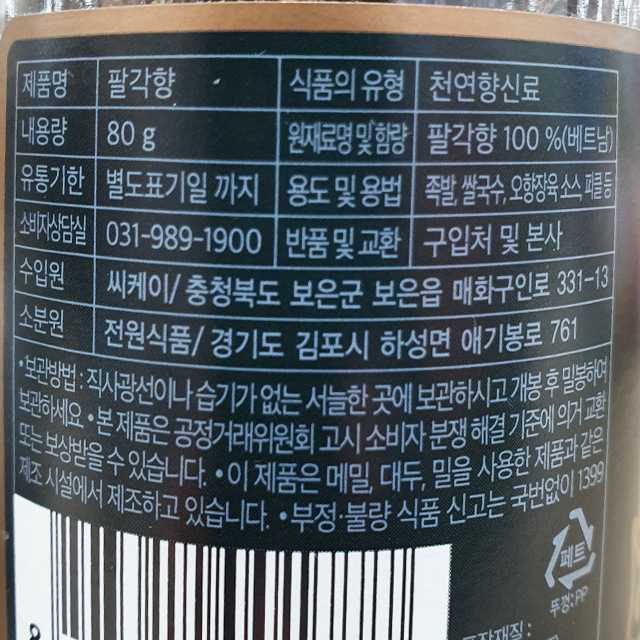 제품명 팔각향 식품의 유형 천연향신료
내용량 80 g 원재료명 및 함량 팔각향 100 %(베트남)
유통기한 별도표기일 까지 용도 및 용법 족발, 쌀국수, 오향장육 소스, 피클 등
소비자상담실 031-989-1900 반품 및 교환 구입처 및 본사
수입원 씨케이/ 충청북도 보은군 보은읍 매화구인로 331-13
소분원 전원식품/ 경기도 김포시 하성면 애기봉로 761
•보관방법 : 직사광선이나 습기가 없는 서늘한 곳에 보관하시고 개봉 후 밀봉하여
보관하세요 •본 제품은 공정거래위원회 고시 소비자 분쟁 해결 기준에 의거 교환
또는 보상받을 수 있습니다. •이 제품은 메밀, 대두, 밀을 사용한 제품과 같은
제조 시설에서 제조하고 있습니다. •부정·불량 식품 신고는 국번없이 1399
페트
뚜껑:PP